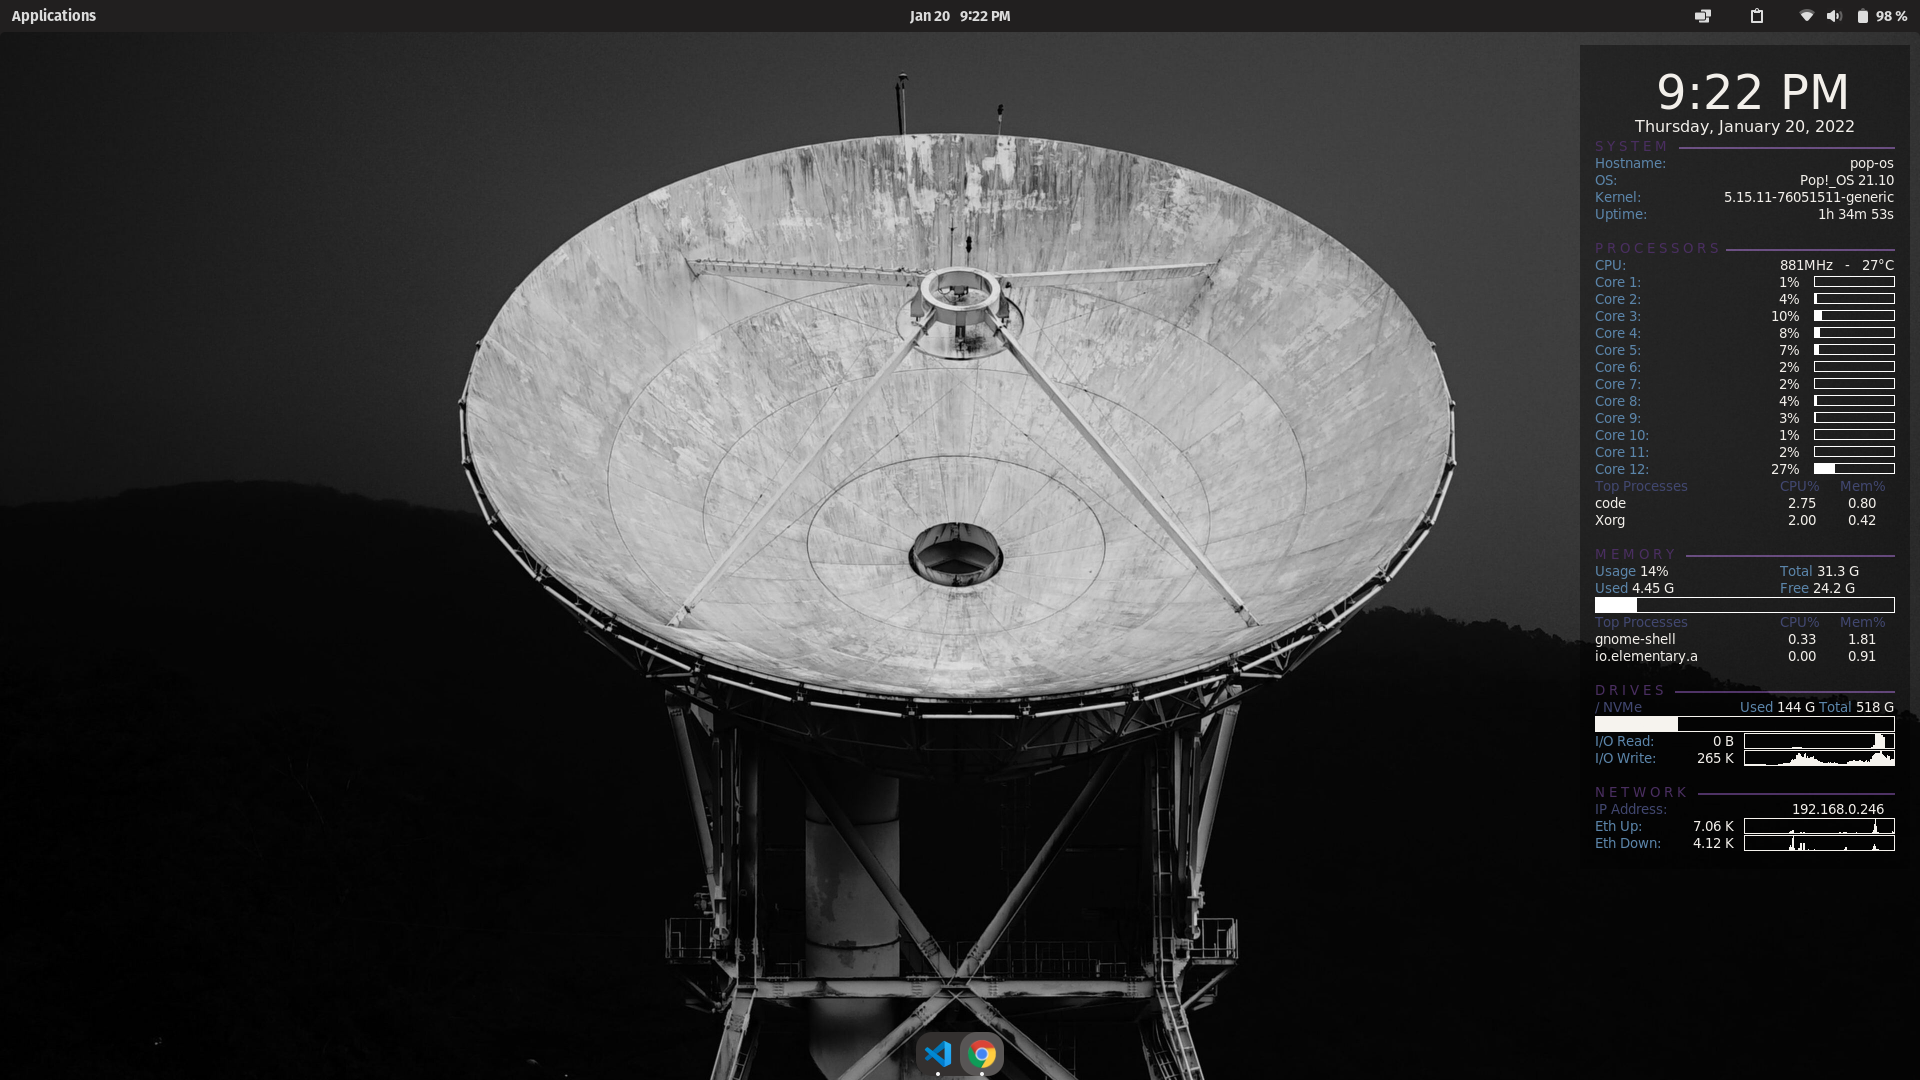 Applications
Jan 20 9:22 PM
98 %
9:22 PM
Thursday, January 20, 2022
SYSTEM
Hostname: pop-os
OS: Pop!_OS 21.10
Kernel: 5.15.11-76051511-generic
Uptime: 1h 34m 53s
PROCESSORS
CPU: 881MHz - 27°C
Core 1: 1%
Core 2: 4%
Core 3: 10%
Core 4: 8%
Core 5: 7%
Core 6: 2%
Core 7: 2%
Core 8: 4%
Core 9: 3%
Core 10: 1%
Core 11: 2%
Core 12: 27%
Top Processes CPU% Mem%
code 2.75 0.80
Xorg 2.00 0.42
MEMORY
Usage 14% Total 31.3 G
Used 4.45 G Free 24.2 G
Top Processes CPU% Mem%
gnome-shell 0.33 1.81
io.elementary.a 0.00 0.91
DRIVES
/ NVMe Used 144 G Total 518 G
I/O Read: 0 B
I/O Write: 265 K
NETWORK
IP Address: 192.168.0.246
Eth Up: 7.06 K
Eth Down: 4.12 K